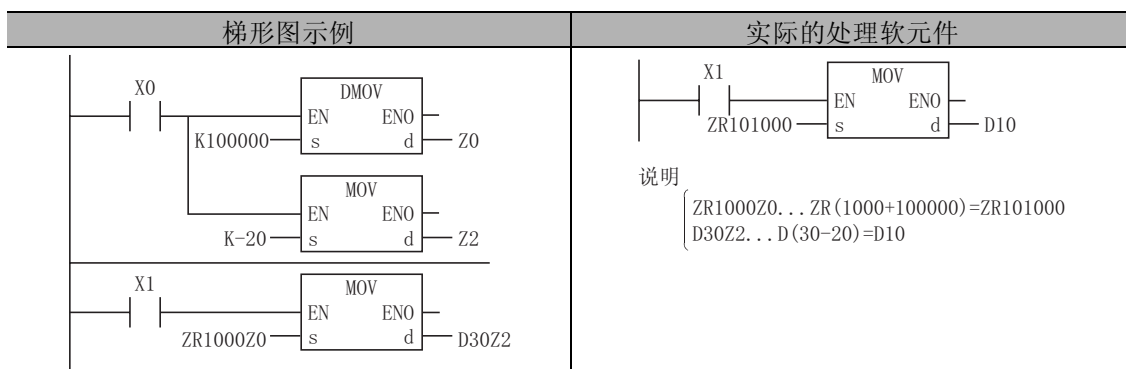 梯形图示例
实际的处理软元件
X0
DMOV
EN ENO
K100000 s d Z0
MOV
EN ENO
K-20 s d Z2
X1
MOV
EN ENO
ZR1000Z0 s d D30Z2
X1
MOV
EN ENO
ZR101000 s d D10
说明
ZR1000Z0...ZR(1000+100000)=ZR101000
D30Z2...D(30-20)=D10